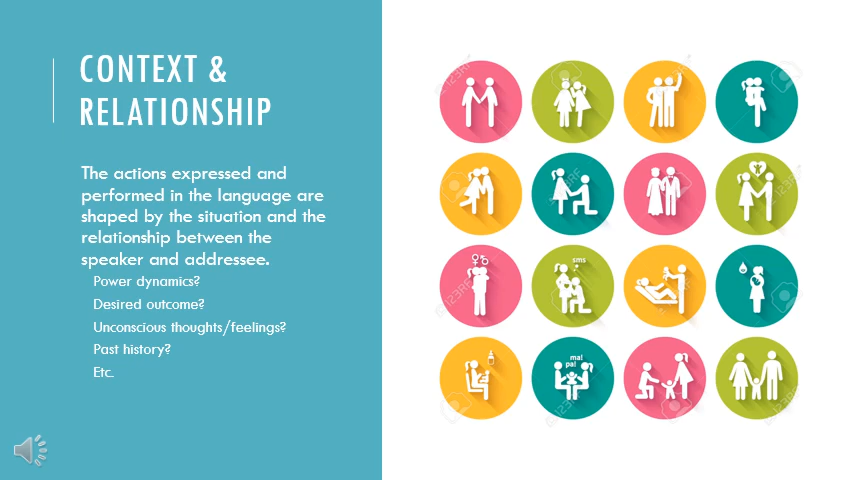 CONTEXT &
RELATIONSHIP
The actions expressed and
performed in the language are
shaped by the situation and the
relationship between the
speaker and addressee.
Power dynamics?
Desired outcome?
Unconscious thoughts/feelings?
Past history?
Etc.
sms
ma!
pa!